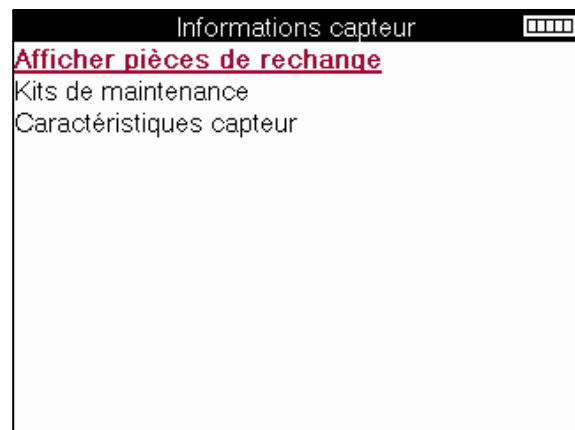 Informations capteur
Afficher pièces de rechange
Kits de maintenance
Caractéristiques capteur